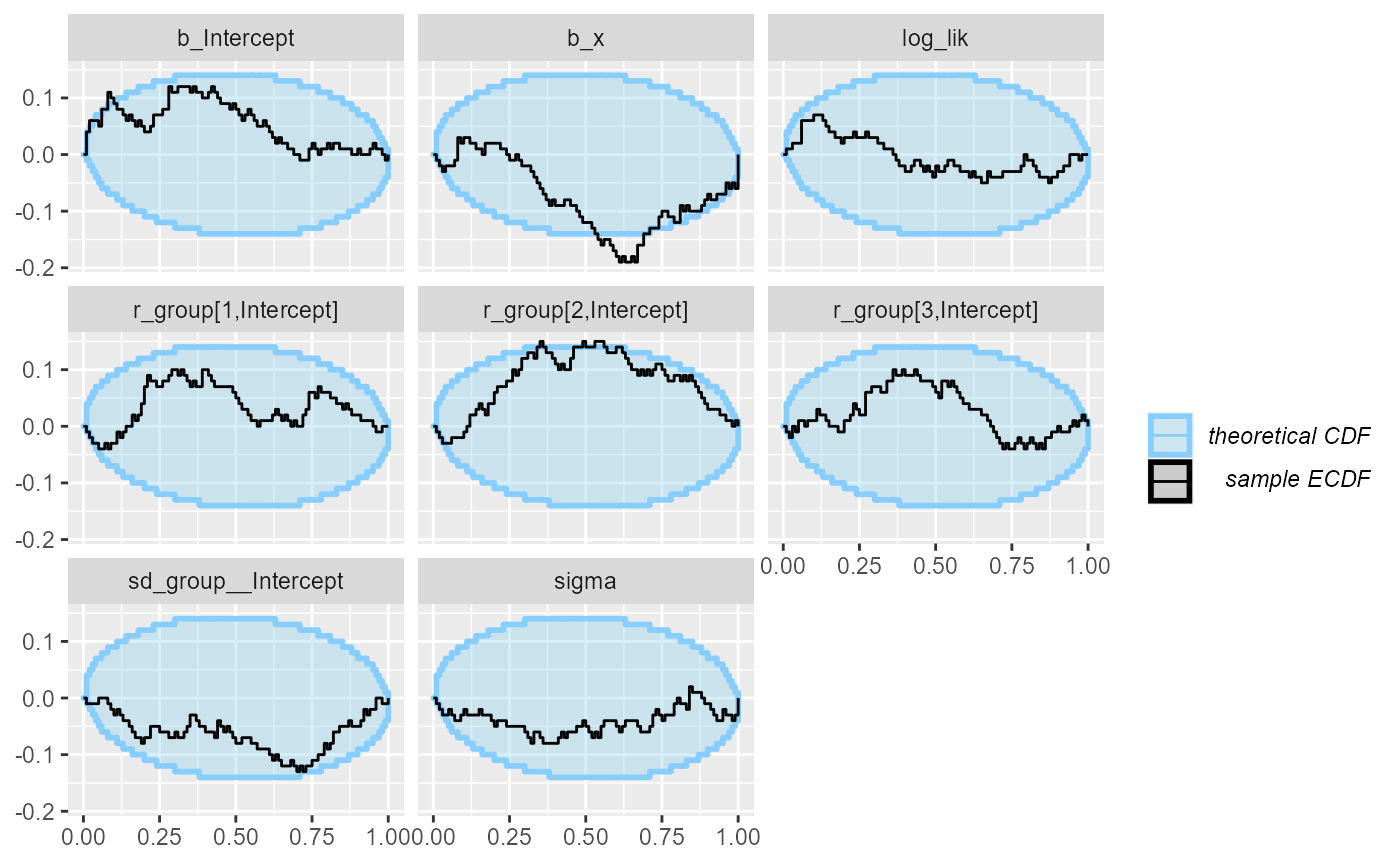 b_Intercept b_x log_lik
0.1
0.0
-0.1
-0.2
r_group[1,Intercept] r_group[2,Intercept] r_group[3,Intercept]
0.1
0.0
-0.1
-0.2
theoretical CDF
sample ECDF
0.00 0.25 0.50 0.75 1.00
sd_group__Intercept sigma
0.1
0.0
-0.1
-0.2
0.00 0.25 0.50 0.75 1.00 0.00 0.25 0.50 0.75 1.00